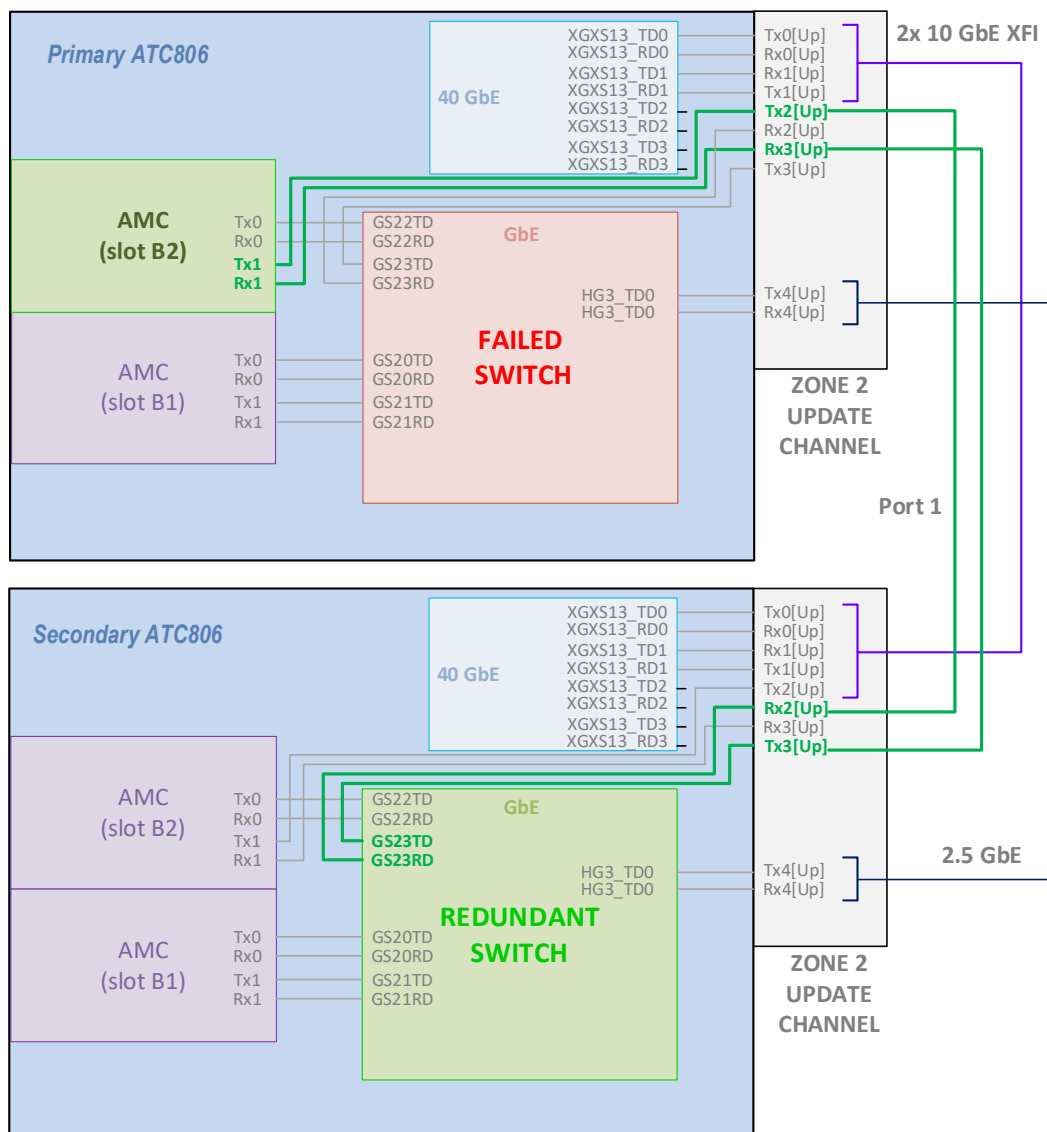 Primary ATC806
40 GbE
XGXS13_TD0
XGXS13_RD0
XGXS13_TD1
XGXS13_RD1
XGXS13_TD2
XGXS13_RD2
XGXS13_TD3
XGXS13_RD3
Tx0[Up]
Rx0[Up]
Rx1[Up]
Tx1[Up]
Tx2[Up]
Rx2[Up]
Rx3[Up]
Tx3[Up]
2x 10 GbE XFI
AMC
(slot B2)
Tx0
Rx0
Tx1
Rx1
GS22TD
GS22RD
GS23TD
GS23RD
GbE
HG3_TD0
HG3_TD0
Tx4[Up]
Rx4[Up]
FAILED
SWITCH
AMC
(slot B1)
Tx0
Rx0
Tx1
Rx1
GS20TD
GS20RD
GS21TD
GS21RD
ZONE 2
UPDATE
CHANNEL
Port 1
Secondary ATC806
40 GbE
XGXS13_TD0
XGXS13_RD0
XGXS13_TD1
XGXS13_RD1
XGXS13_TD2
XGXS13_RD2
XGXS13_TD3
XGXS13_RD3
Tx0[Up]
Rx0[Up]
Rx1[Up]
Tx1[Up]
Tx2[Up]
Rx2[Up]
Rx3[Up]
Tx3[Up]
AMC
(slot B2)
Tx0
Rx0
Tx1
Rx1
GS22TD
GS22RD
GS23TD
GS23RD
GbE
HG3_TD0
HG3_TD0
Tx4[Up]
Rx4[Up]
2.5 GbE
REDUNDANT
SWITCH
AMC
(slot B1)
Tx0
Rx0
Tx1
Rx1
GS20TD
GS20RD
GS21TD
GS21RD
ZONE 2
UPDATE
CHANNEL